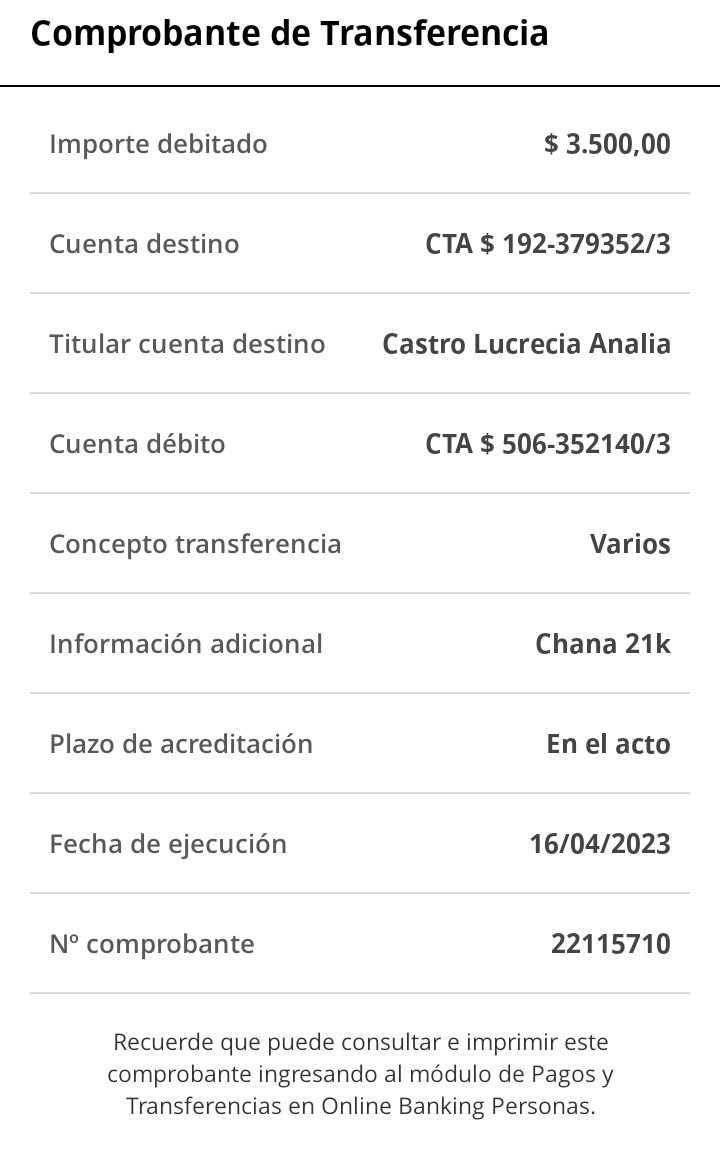 Comprobante de Transferencia
Importe debitado $ 3.500,00
Cuenta destino CTA $ 192-379352/3
Titular cuenta destino Castro Lucrecia Analia
Cuenta débito CTA $ 506-352140/3
Concepto transferencia Varios
Información adicional Chana 21k
Plazo de acreditación En el acto
Fecha de ejecución 16/04/2023
Nº comprobante 22115710
Recuerde que puede consultar e imprimir este
comprobante ingresando al módulo de Pagos y
Transferencias en Online Banking Personas.